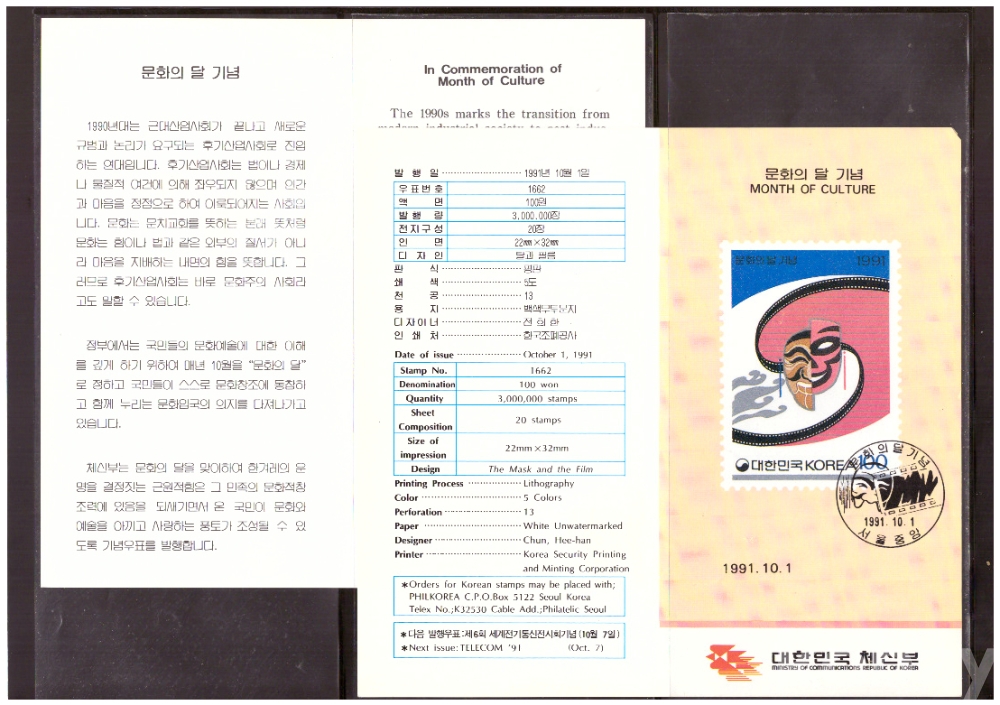 문화의 달 기념
1990년대는 근대산업사회가 끝나고 새로운
규범과 논리가 요구되는 후기산업사회로 진입
하는 연대입니다. 후기산업사회는 법이나 경제
나 물질적 여건에 의해 좌우되지 않으며 인간
과 마음을 정점으로 하여 이룩되어지는 사회입
니다. 문화는 문치교화를 뜻하는 본래 뜻처럼
문화는 힘이나 법과 같은 외부의 질서가 아니
라 마음을 지배하는 내면의 힘을 뜻합니다. 그
러므로 후기산업사회는 바로 문화주의 사회라
고도 말할 수 있습니다.
정부에서는 국민들의 문화예술에 대한 이해
를 깊게 하기 위하여 매년 10월을 “문화의 달”
로 정하고 국민들이 스스로 문화창조에 동참하
고 함께 누리는 문화입국의 의지를 다져나가고
있습니다.
체신부는 문화의 달을 맞이하여 한겨레의 운
명을 결정짓는 근원적힘은 그 민족의 문화적창
조력에 있음을 되새기면서 온 국민이 문화와
예술을 아끼고 사랑하는 풍토가 조성될 수 있
도록 기념우표를 발행합니다.
In Commemoration of
Month of Culture
The 1990s marks the transition from
발 행 일 1991년 10월 1일
우표번호 1662
액 면 100원
발 행 량 3,000,000장
전지구성 20장
인 면 22㎜×32㎜
디 자 인 탈과 필름
판 식 평판
쇄 색 5도
천 공 13
용 지 백색무투문지
디자이너 전희한
인 쇄 처 한국조폐공사
Date of issue October 1, 1991
Stamp No. 1662
Denomination 100 won
Quantity 3,000,000 stamps
Sheet
Composition 20 stamps
Size of
impression 22mm×32mm
Design The Mask and the film
Printing Process Lithography
Color 5 Colors
Perforation 13
Paper White Unwatermarked
Designer Chun, Hee-han
Printer Korea Security Printing
and Minting Corporation
*Orders for Korean stamps may be placed with;
PHILKOREA C.P.O.Box 5122 Seoul Korea
Telex No.;K32530 Cable Add.;Philatelic Seoul
*다음 발행우표:제6회 세계전기통신전시회기념 (10월 7일)
*Next issue:TELECOM '91 (Oct. 7)
문화의 달 기념
MONTH OF CULTURE
문화의달기념 1991
대한민국 KOREA 100
문화의달기념
1991.10.1
서울중앙
1991.10.1
대한민국 체신부
MINISTRY OF COMMUNICATIONS REPUBLIC OF KOREA